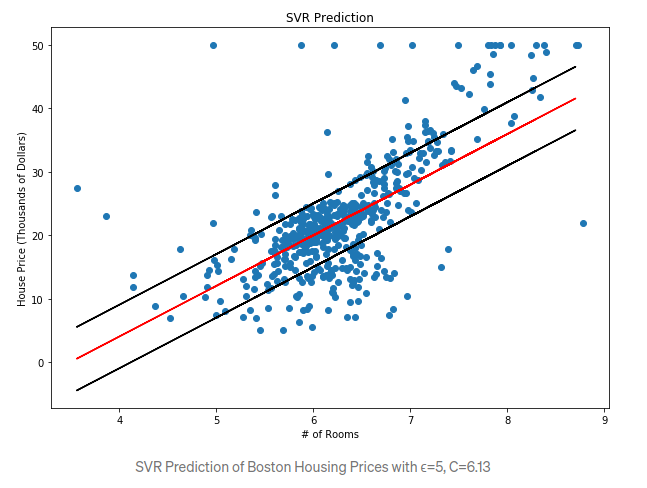 SVR Prediction
50
40
30
20
10
0
House Price (Thousands of Dollars)
4 5 6 7 8 9
# of Rooms
SVR Prediction of Boston Housing Prices with ϵ=5, C=6.13